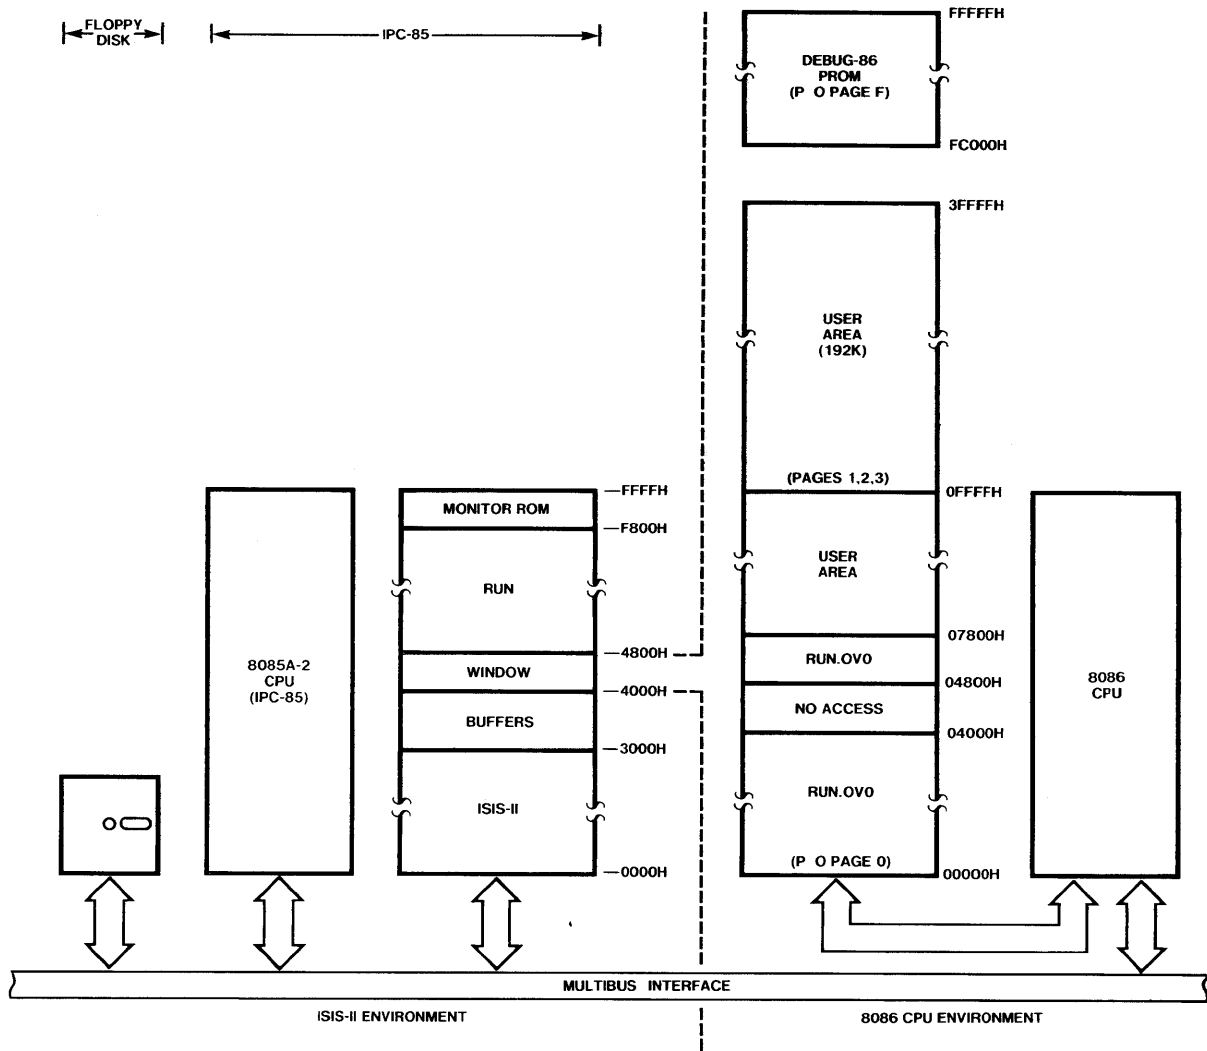 FLOPPY
DISK
IPC-85
FFFFFH
DEBUG-86
PROM
(P O PAGE F)
FC000H
3FFFFH
USER
AREA
(192K)
(PAGES 1,2,3)
0FFFFH
USER
AREA
07800H
RUN.OV0
04800H
NO ACCESS
04000H
RUN.OV0
(P O PAGE 0)
00000H
8086
CPU
8085A-2
CPU
(IPC-85)
FFFFH
MONITOR ROM
F800H
RUN
4800H
WINDOW
4000H
BUFFERS
3000H
ISIS-II
0000H
MULTIBUS INTERFACE
ISIS-II ENVIRONMENT
8086 CPU ENVIRONMENT